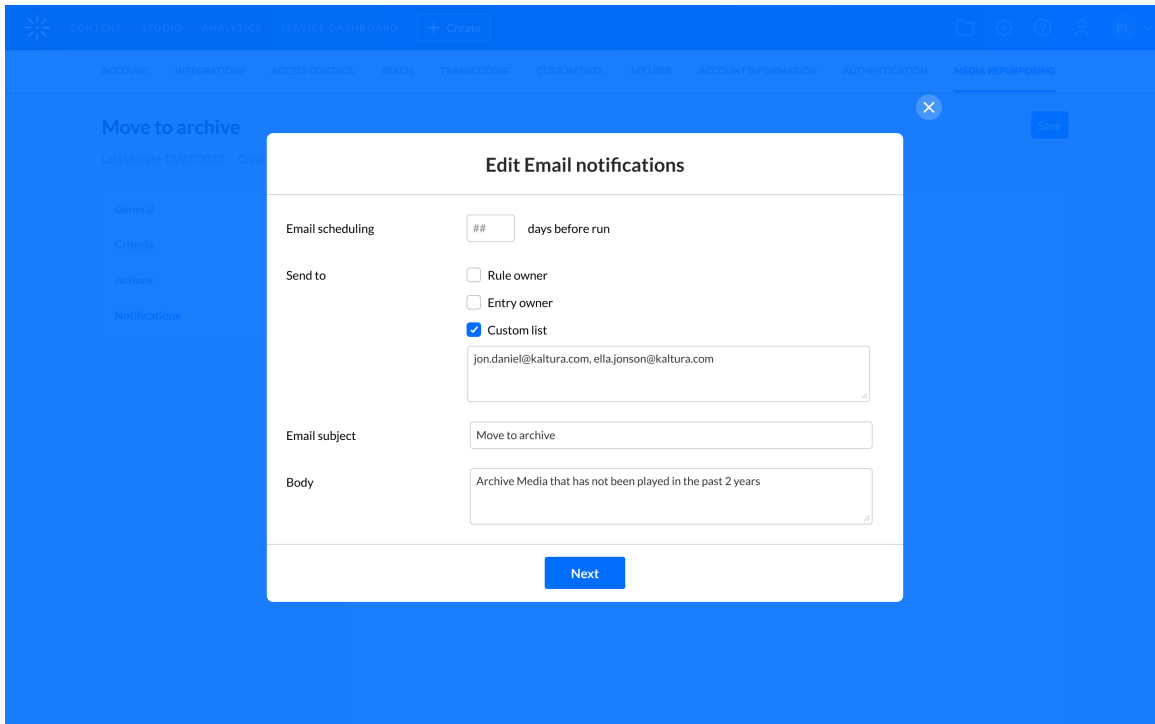 CONTENT STUDIO ANALYTICS SERVICE DASHBOARD + Create PL
ACCOUNT INTEGRATIONS ACCESS CONTROL REACH TRANSCODING CUSTOM DATA MY USER ACCOUNT INFORMATION AUTHENTICATION MEDIA REPURPOSING
Move to archive
Save
Last Update 13/07/2023 Creat
General
Criteria
Actions
Notifications
Edit Email notifications
Email scheduling ## days before run
Send to Rule owner
Entry owner
Custom list
jon.daniel@kaltura.com, ella.jonson@kaltura.com
Email subject Move to archive
Body Archive Media that has not been played in the past 2 years
Next